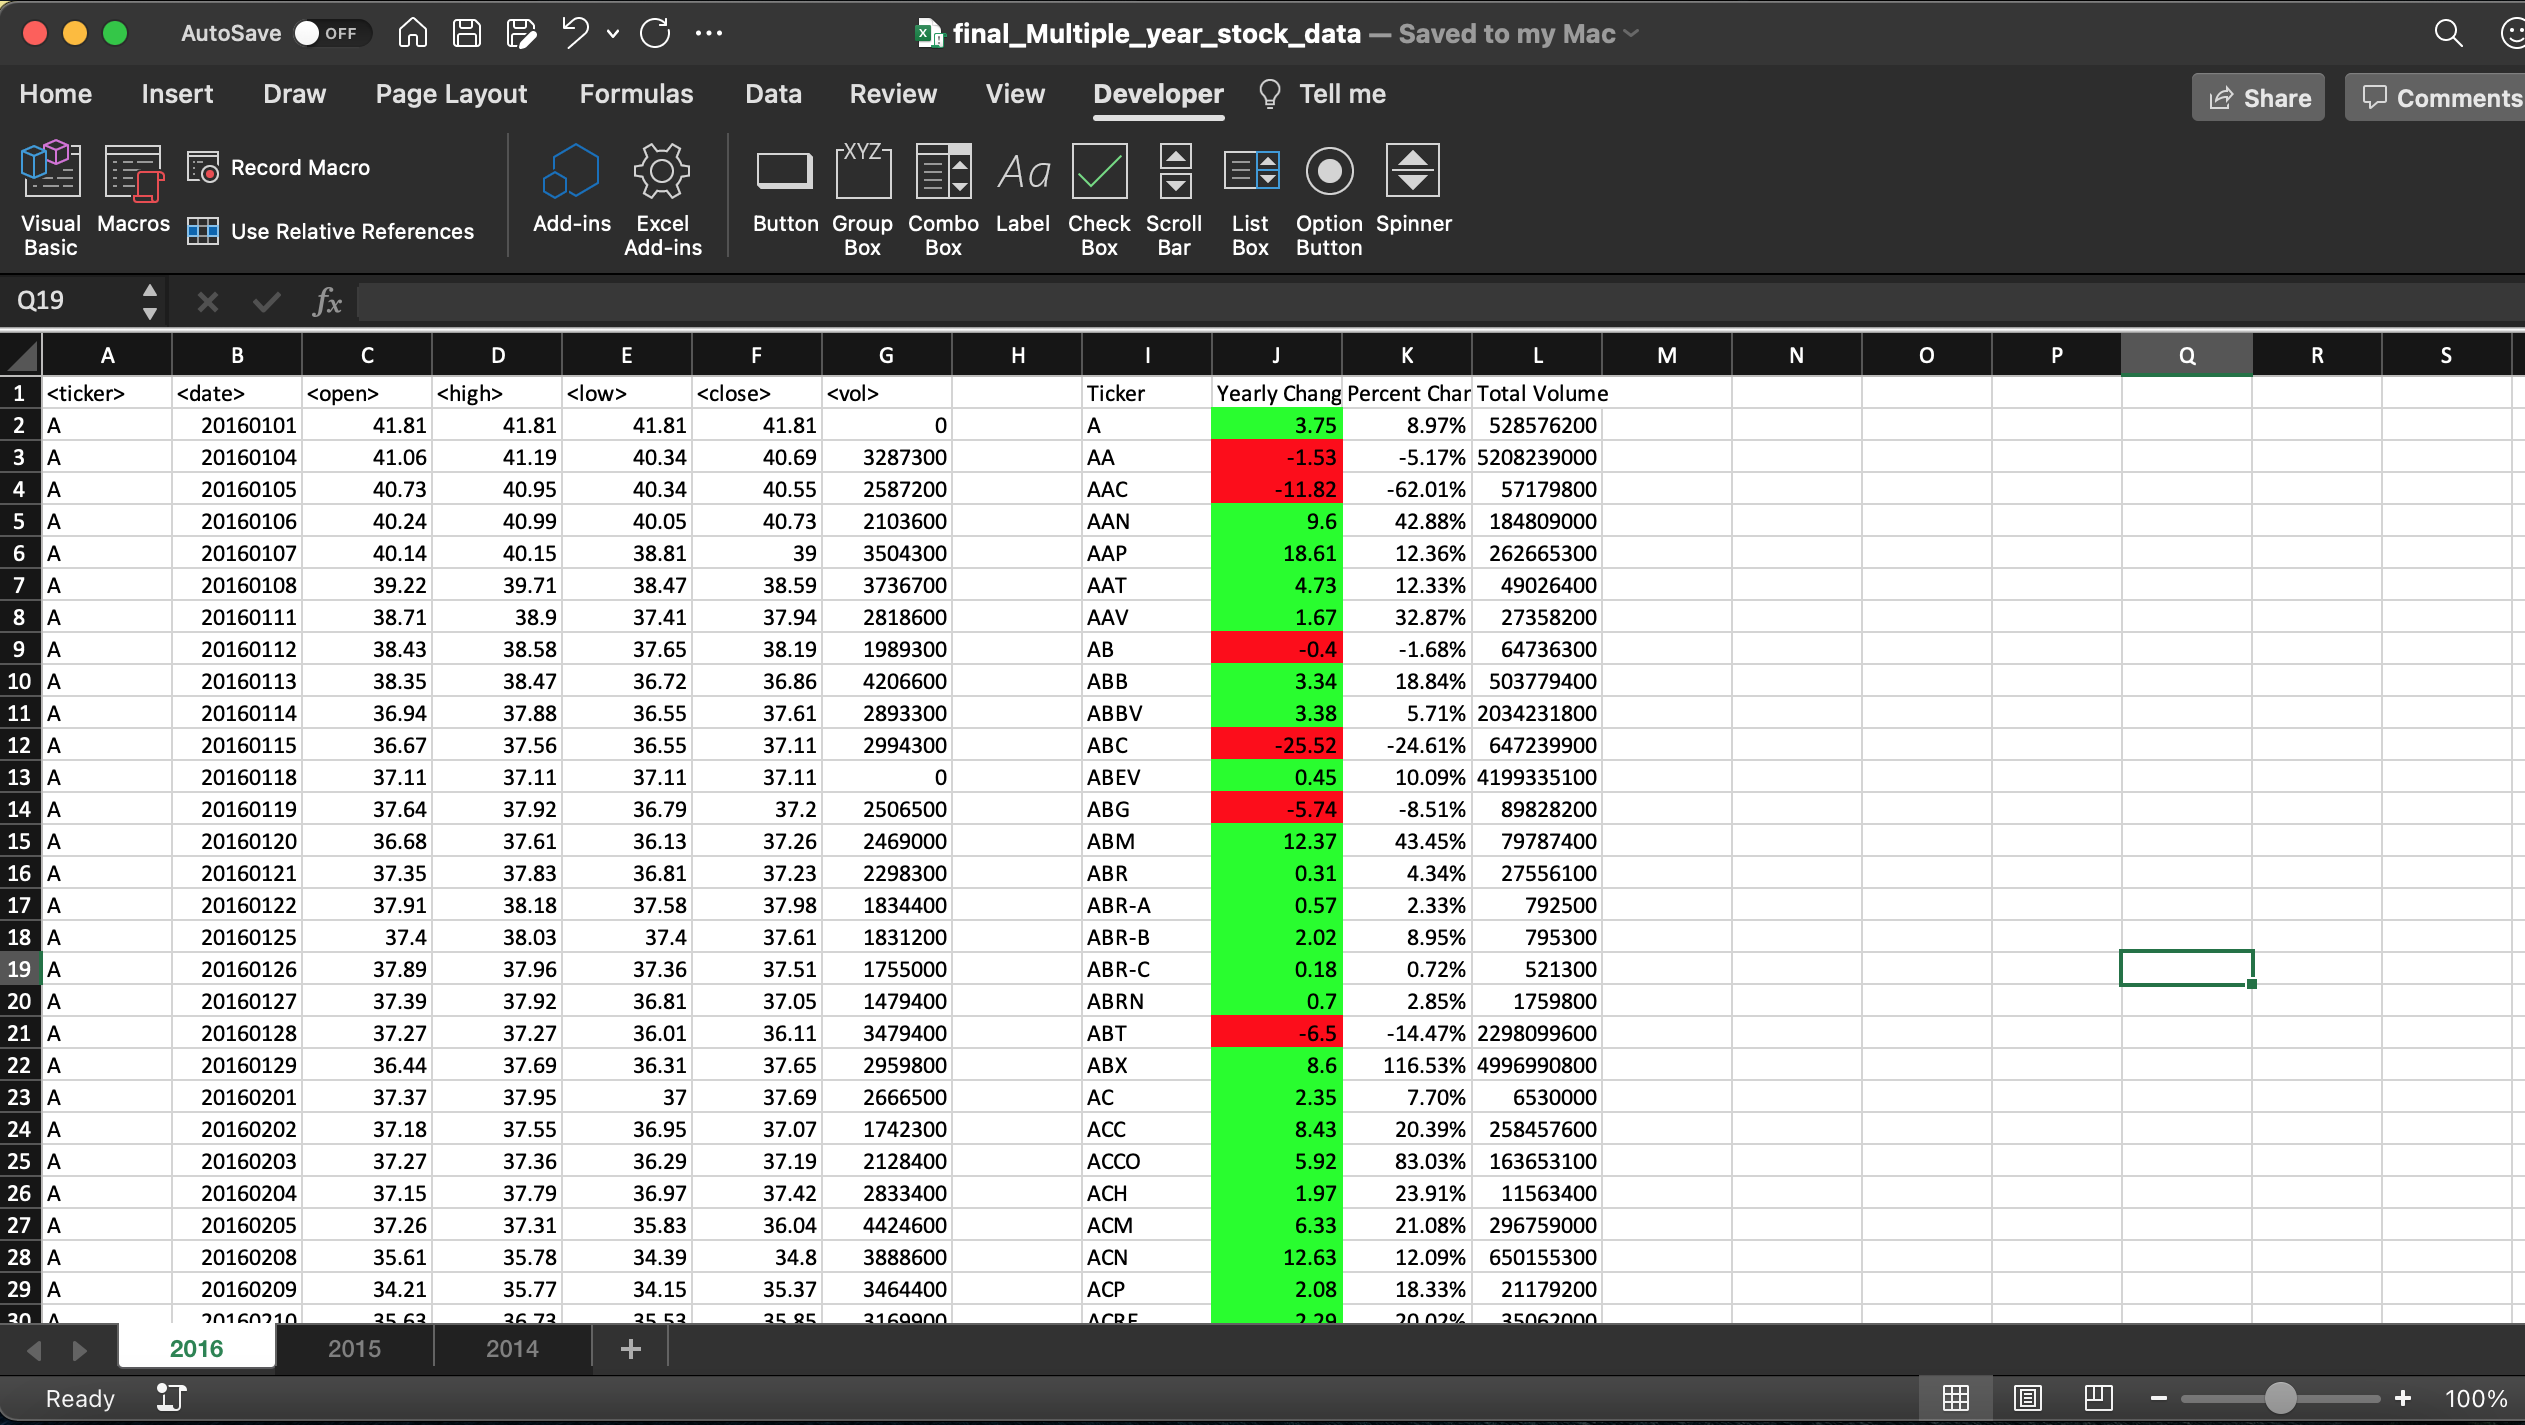 AutoSave OFF final_Multiple_year_stock_data — Saved to my Mac
Home Insert Draw Page Layout Formulas Data Review View Developer Tell me Share Comments
Visual Basic Macros Record Macro Use Relative References Add-ins Excel Add-ins Button XYZ Group Box Combo Box Aa Label Check Box Scroll Bar List Box Option Button Spinner
Q19 fx
A B C D E F G H I J K L M N O P Q R S
1 <ticker> <date> <open> <high> <low> <close> <vol> Ticker Yearly Chang Percent Char Total Volume
2 A 20160101 41.81 41.81 41.81 41.81 0 A 3.75 8.97% 528576200
3 A 20160104 41.06 41.19 40.34 40.69 3287300 AA -1.53 -5.17% 5208239000
4 A 20160105 40.73 40.95 40.34 40.55 2587200 AAC -11.82 -62.01% 57179800
5 A 20160106 40.24 40.99 40.05 40.73 2103600 AAN 9.6 42.88% 184809000
6 A 20160107 40.14 40.15 38.81 39 3504300 AAP 18.61 12.36% 262665300
7 A 20160108 39.22 39.71 38.47 38.59 3736700 AAT 4.73 12.33% 49026400
8 A 20160111 38.71 38.9 37.41 37.94 2818600 AAV 1.67 32.87% 27358200
9 A 20160112 38.43 38.58 37.65 38.19 1989300 AB -0.4 -1.68% 64736300
10 A 20160113 38.35 38.47 36.72 36.86 4206600 ABB 3.34 18.84% 503779400
11 A 20160114 36.94 37.88 36.55 37.61 2893300 ABBV 3.38 5.71% 2034231800
12 A 20160115 36.67 37.56 36.55 37.11 2994300 ABC -25.52 -24.61% 647239900
13 A 20160118 37.11 37.11 37.11 37.11 0 ABEV 0.45 10.09% 4199335100
14 A 20160119 37.64 37.92 36.79 37.2 2506500 ABG -5.74 -8.51% 89828200
15 A 20160120 36.68 37.61 36.13 37.26 2469000 ABM 12.37 43.45% 79787400
16 A 20160121 37.35 37.83 36.81 37.23 2298300 ABR 0.31 4.34% 27556100
17 A 20160122 37.91 38.18 37.58 37.98 1834400 ABR-A 0.57 2.33% 792500
18 A 20160125 37.4 38.03 37.4 37.61 1831200 ABR-B 2.02 8.95% 795300
19 A 20160126 37.89 37.96 37.36 37.51 1755000 ABR-C 0.18 0.72% 521300
20 A 20160127 37.39 37.92 36.81 37.05 1479400 ABRN 0.7 2.85% 1759800
21 A 20160128 37.27 37.27 36.01 36.11 3479400 ABT -6.5 -14.47% 2298099600
22 A 20160129 36.44 37.69 36.31 37.65 2959800 ABX 8.6 116.53% 4996990800
23 A 20160201 37.37 37.95 37 37.69 2666500 AC 2.35 7.70% 6530000
24 A 20160202 37.18 37.55 36.95 37.07 1742300 ACC 8.43 20.39% 258457600
25 A 20160203 37.27 37.36 36.29 37.19 2128400 ACCO 5.92 83.03% 163653100
26 A 20160204 37.15 37.79 36.97 37.42 2833400 ACH 1.97 23.91% 11563400
27 A 20160205 37.26 37.31 35.83 36.04 4424600 ACM 6.33 21.08% 296759000
28 A 20160208 35.61 35.78 34.39 34.8 3888600 ACN 12.63 12.09% 650155300
29 A 20160209 34.21 35.77 34.15 35.37 3464400 ACP 2.08 18.33% 21179200
30 A 20160210 35.63 36.73 35.53 35.85 3169900 ACRE 2.29 20.02% 35062000
2016 2015 2014 +
Ready 100%